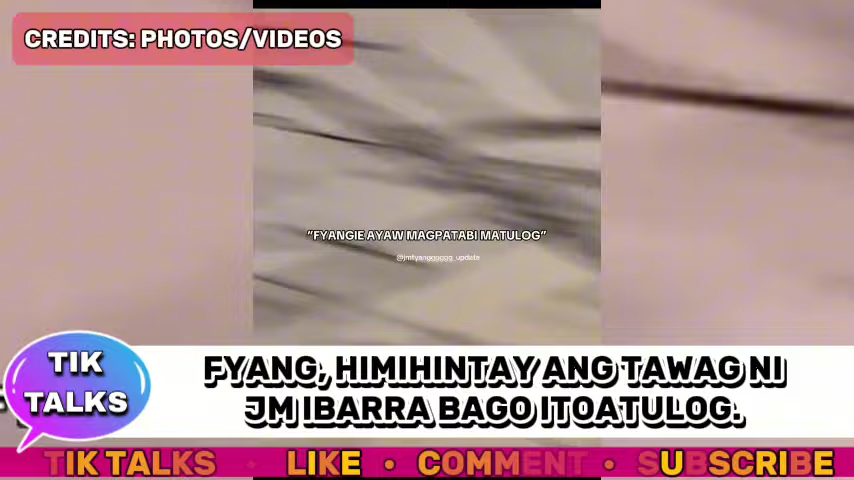 CREDITS: PHOTOS/VIDEOS
"FYANGIE AYAW MAGPATABI MATULOG"
TIK
TALKS
FYANG, HIMIHINTAY ANG TAWAG NI
JM IBARRA BAGO ITOATULOG.
TIK TALKS • LIKE • COMMENT • SUBSCRIBE